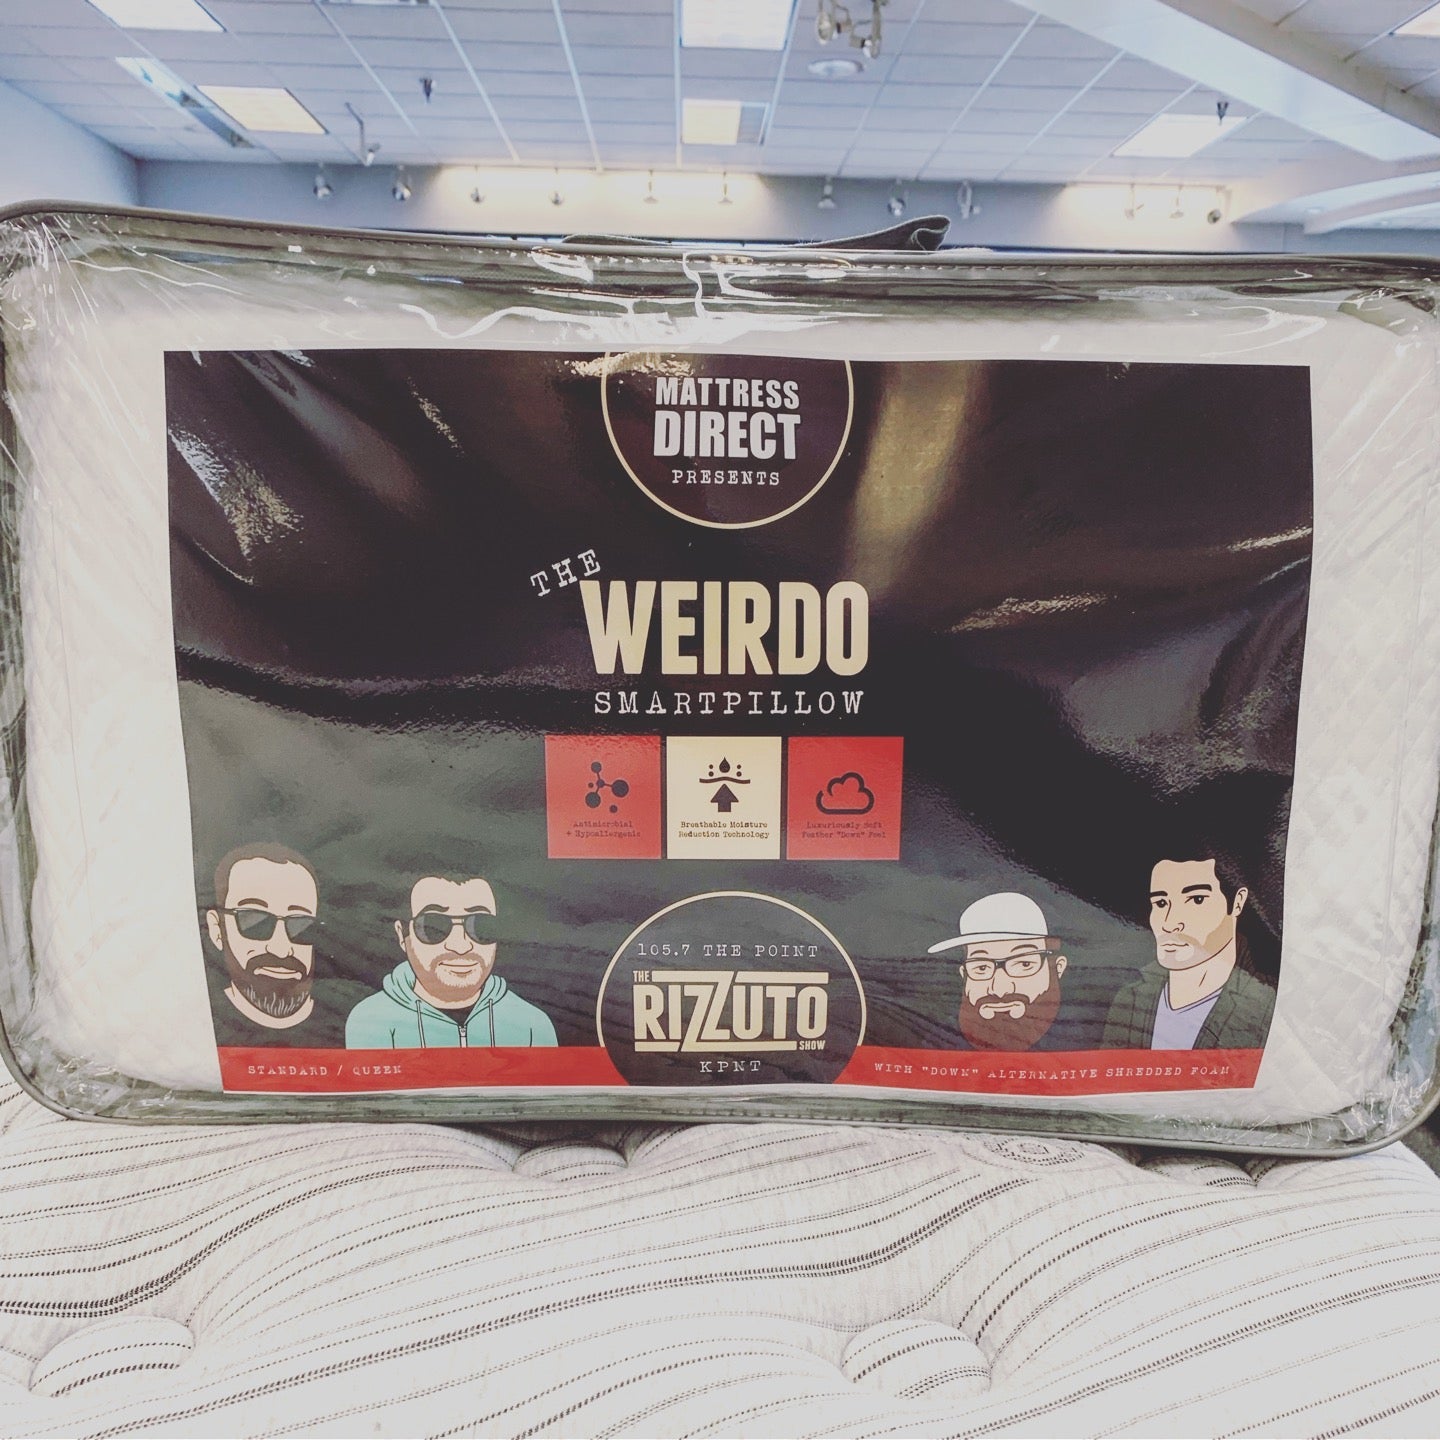 MATTRESS
DIRECT
PRESENTS
THE
WEIRDO
SMARTPILLOW
Antimicrobial
+ Hypoallergenic
Breathable Moisture
Reduction Technology
Luxuriously Soft
Feather "Down" Feel
105.7 THE POINT
THE
RIZZUTO
SHOW
KPNT
STANDARD / QUEEN
WITH "DOWN" ALTERNATIVE SHREDDED FOAM